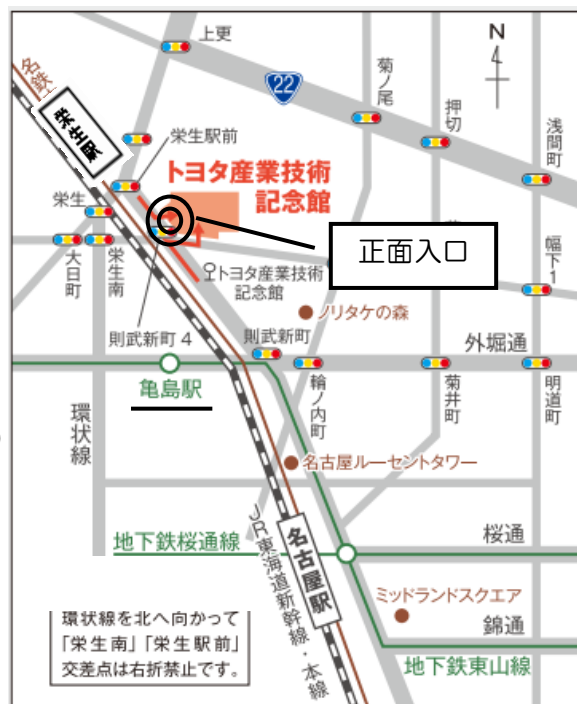 上更
N
名鉄
22
菊ノ尾
押切
浅間町
栄生駅
栄生駅前
トヨタ産業技術
記念館
栄生
正面入口
大日町
栄生南
トヨタ産業技術
記念館
幅下1
ノリタケの森
則武新町4
則武新町
外堀通
亀島駅
輪ノ内町
菊井町
明道町
環状線
名古屋ルーセントタワー
地下鉄桜通線
JR東海道新幹線・本線
名古屋駅
桜通
ミッドランドスクエア
錦通
地下鉄東山線
環状線を北へ向かって
「栄生南」「栄生駅前」
交差点は右折禁止です。